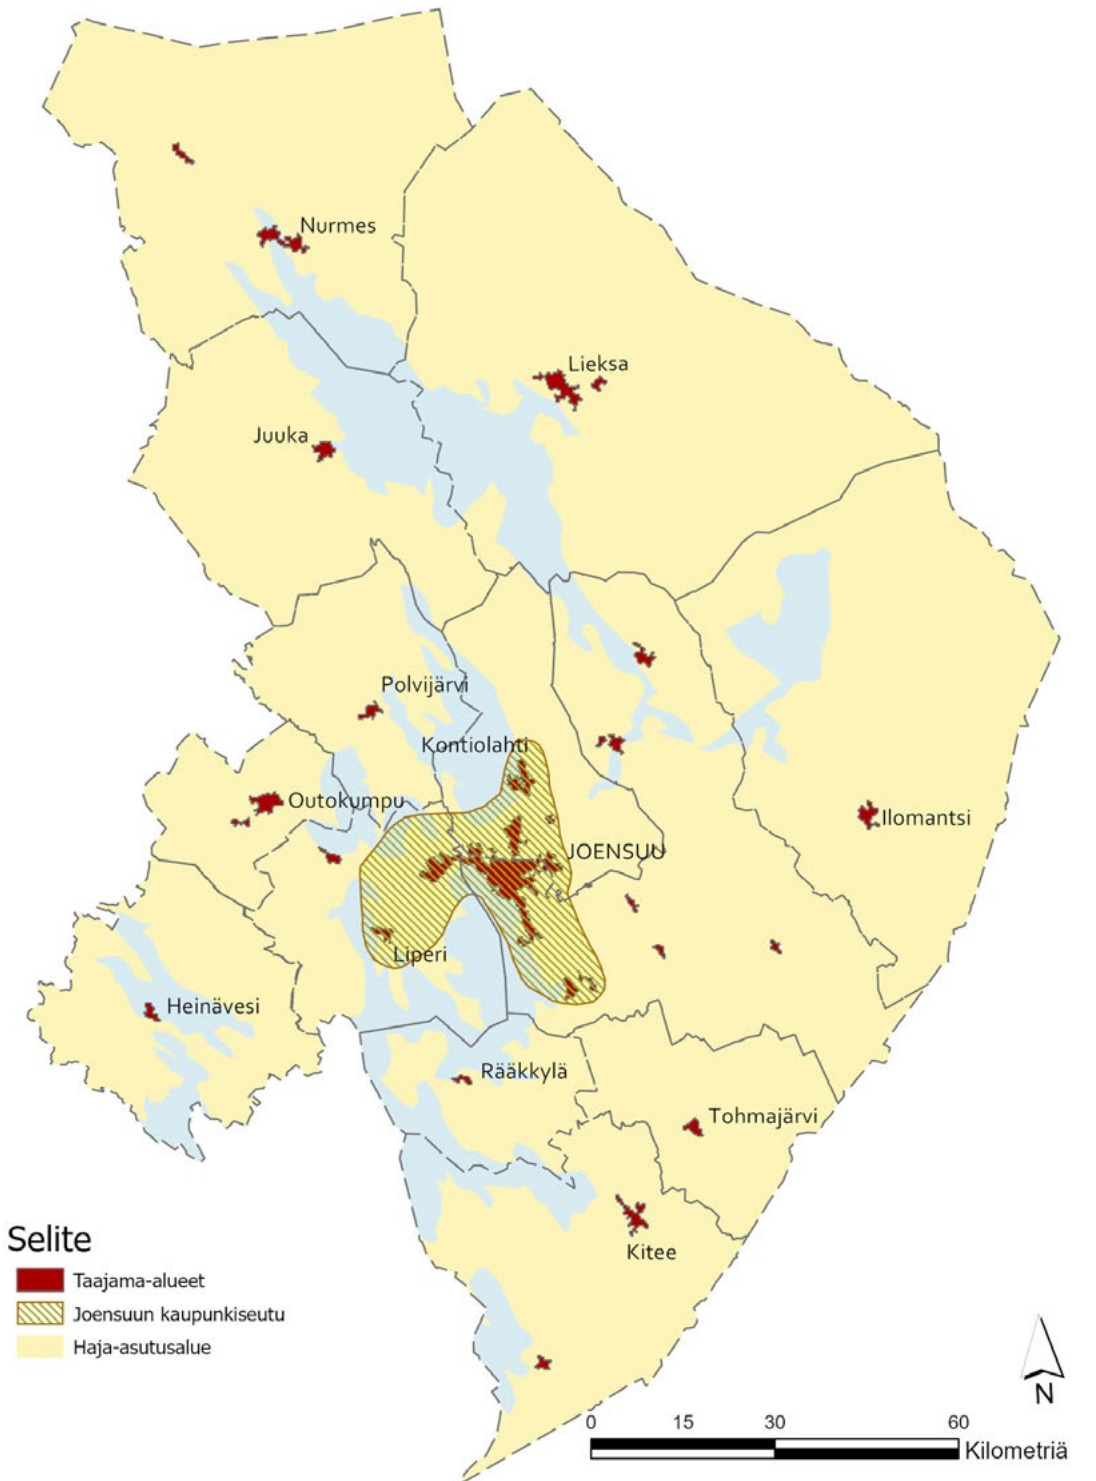 Nurmes
Lieksa
Juuka
Polvijärvi
Kontiolahti
Outokumpu
Ilomantsi
JOENSUU
Liperi
Heinävesi
Rääkkylä
Tohmajärvi
Kitee
Selite
Taajama-alueet
Joensuun kaupunkiseutu
Haja-asutusalue
N
0 15 30 60
Kilometriä